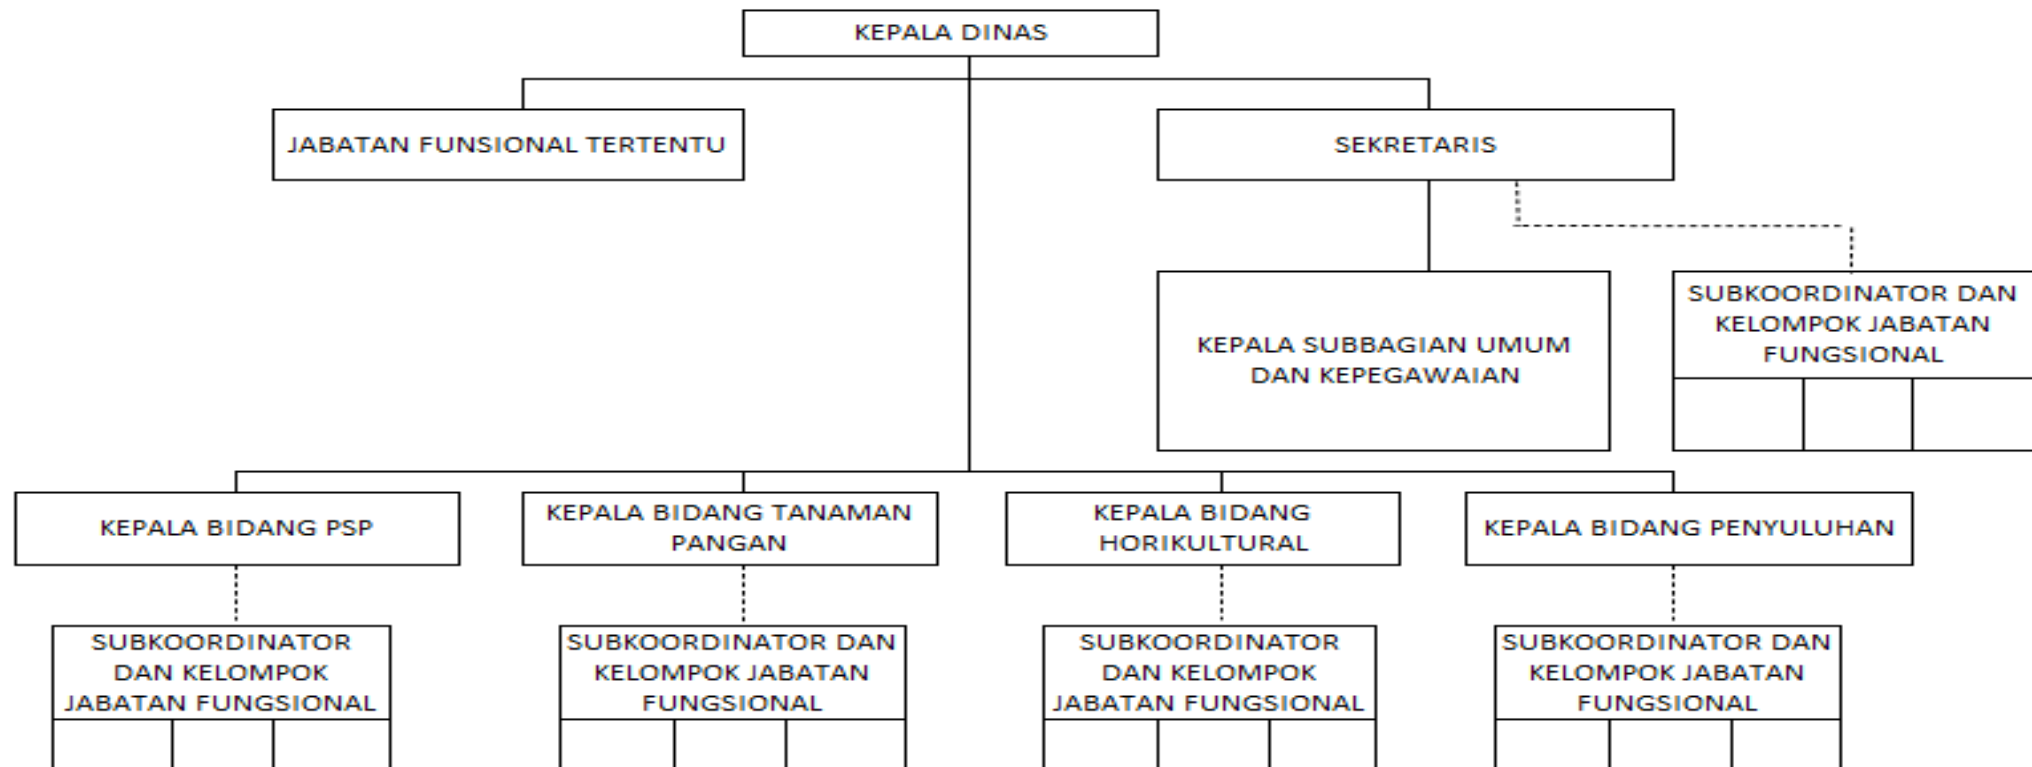 KEPALA DINAS
JABATAN FUNSIONAL TERTENTU
SEKRETARIS
KEPALA SUBBAGIAN UMUM
DAN KEPEGAWAIAN
SUBKOORDINATOR DAN
KELOMPOK JABATAN
FUNGSIONAL
KEPALA BIDANG PSP
KEPALA BIDANG TANAMAN
PANGAN
KEPALA BIDANG
HORIKULTURAL
KEPALA BIDANG PENYULUHAN
SUBKOORDINATOR
DAN KELOMPOK
JABATAN FUNGSIONAL
SUBKOORDINATOR DAN
KELOMPOK JABATAN
FUNGSIONAL
SUBKOORDINATOR
DAN KELOMPOK
JABATAN FUNGSIONAL
SUBKOORDINATOR DAN
KELOMPOK JABATAN
FUNGSIONAL